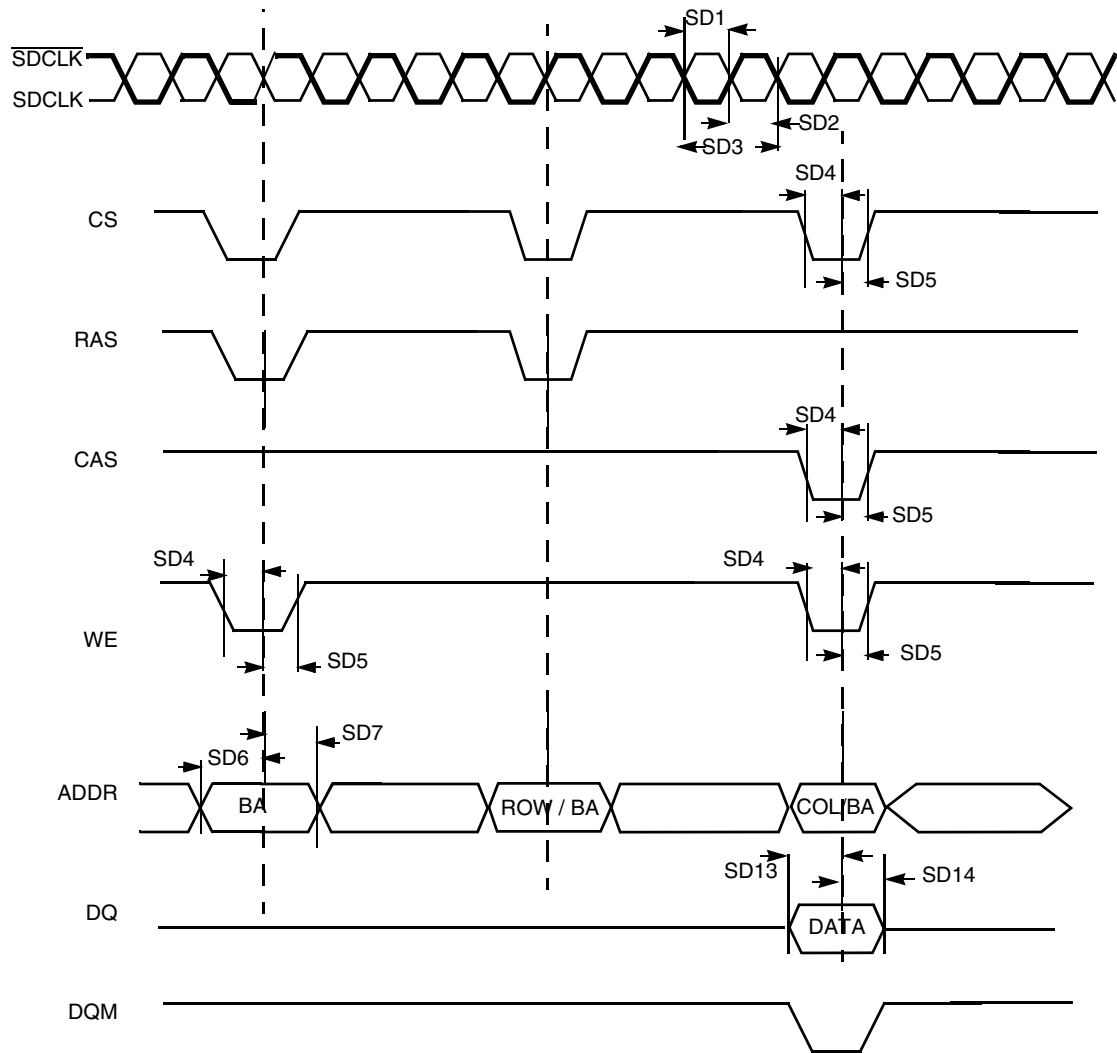 SD1
SDCLK
SDCLK
SD2
SD3
SD4
CS
SD5
RAS
SD4
CAS
SD5
SD4
SD4
WE
SD5
SD5
SD7
SD6
ADDR
BA
ROW / BA
COL/BA
SD13
SD14
DQ
DATA
DQM